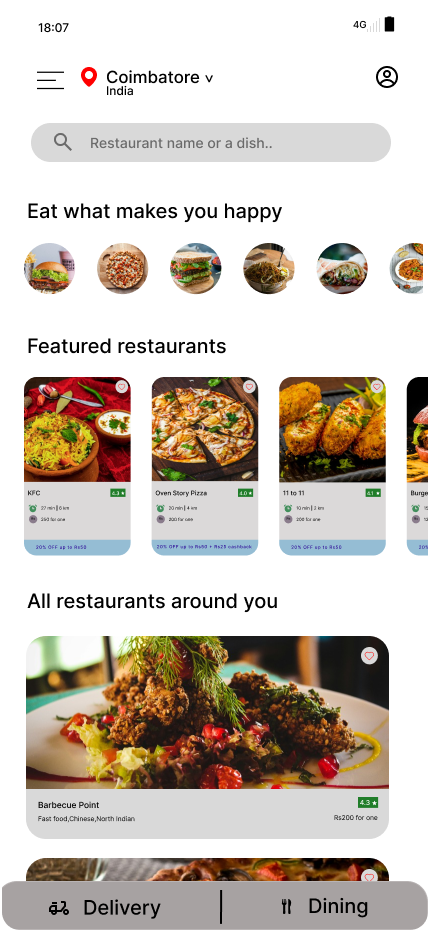 18:07
4G
Coimbatore v
India
Restaurant name or a dish..
Eat what makes you happy
Featured restaurants
KFC
4.3 ★
27 min | 6 km
250 for one
20% OFF up to Rs50
Oven Story Pizza
4.0 ★
20 min | 4 km
200 for one
20% OFF up to Rs50 + Rs25 cashback
11 to 11
4.1 ★
10 min | 2 km
200 for one
20% OFF up to Rs50
Burge
All restaurants around you
Barbecue Point
4.3 ★
Fast food,Chinese,North Indian
Rs200 for one
Delivery
Dining